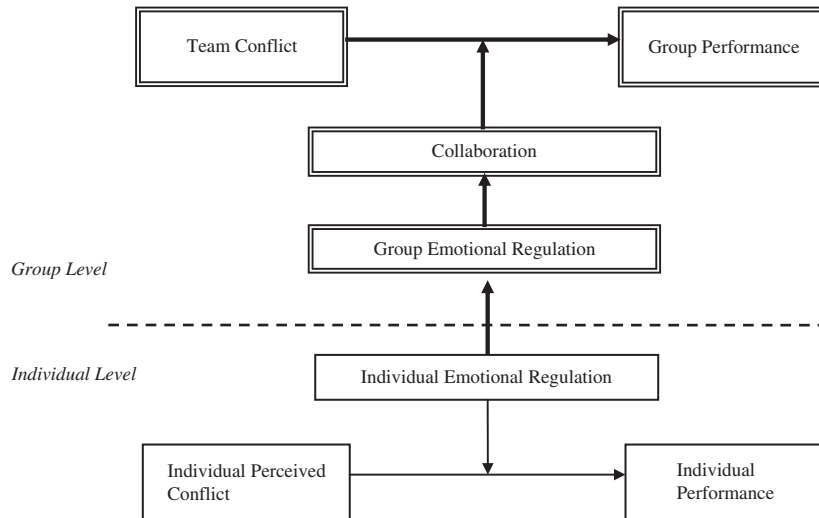 Team Conflict
Group Performance
Collaboration
Group Emotional Regulation
Group Level
Individual Level
Individual Emotional Regulation
Individual Perceived
Conflict
Individual
Performance